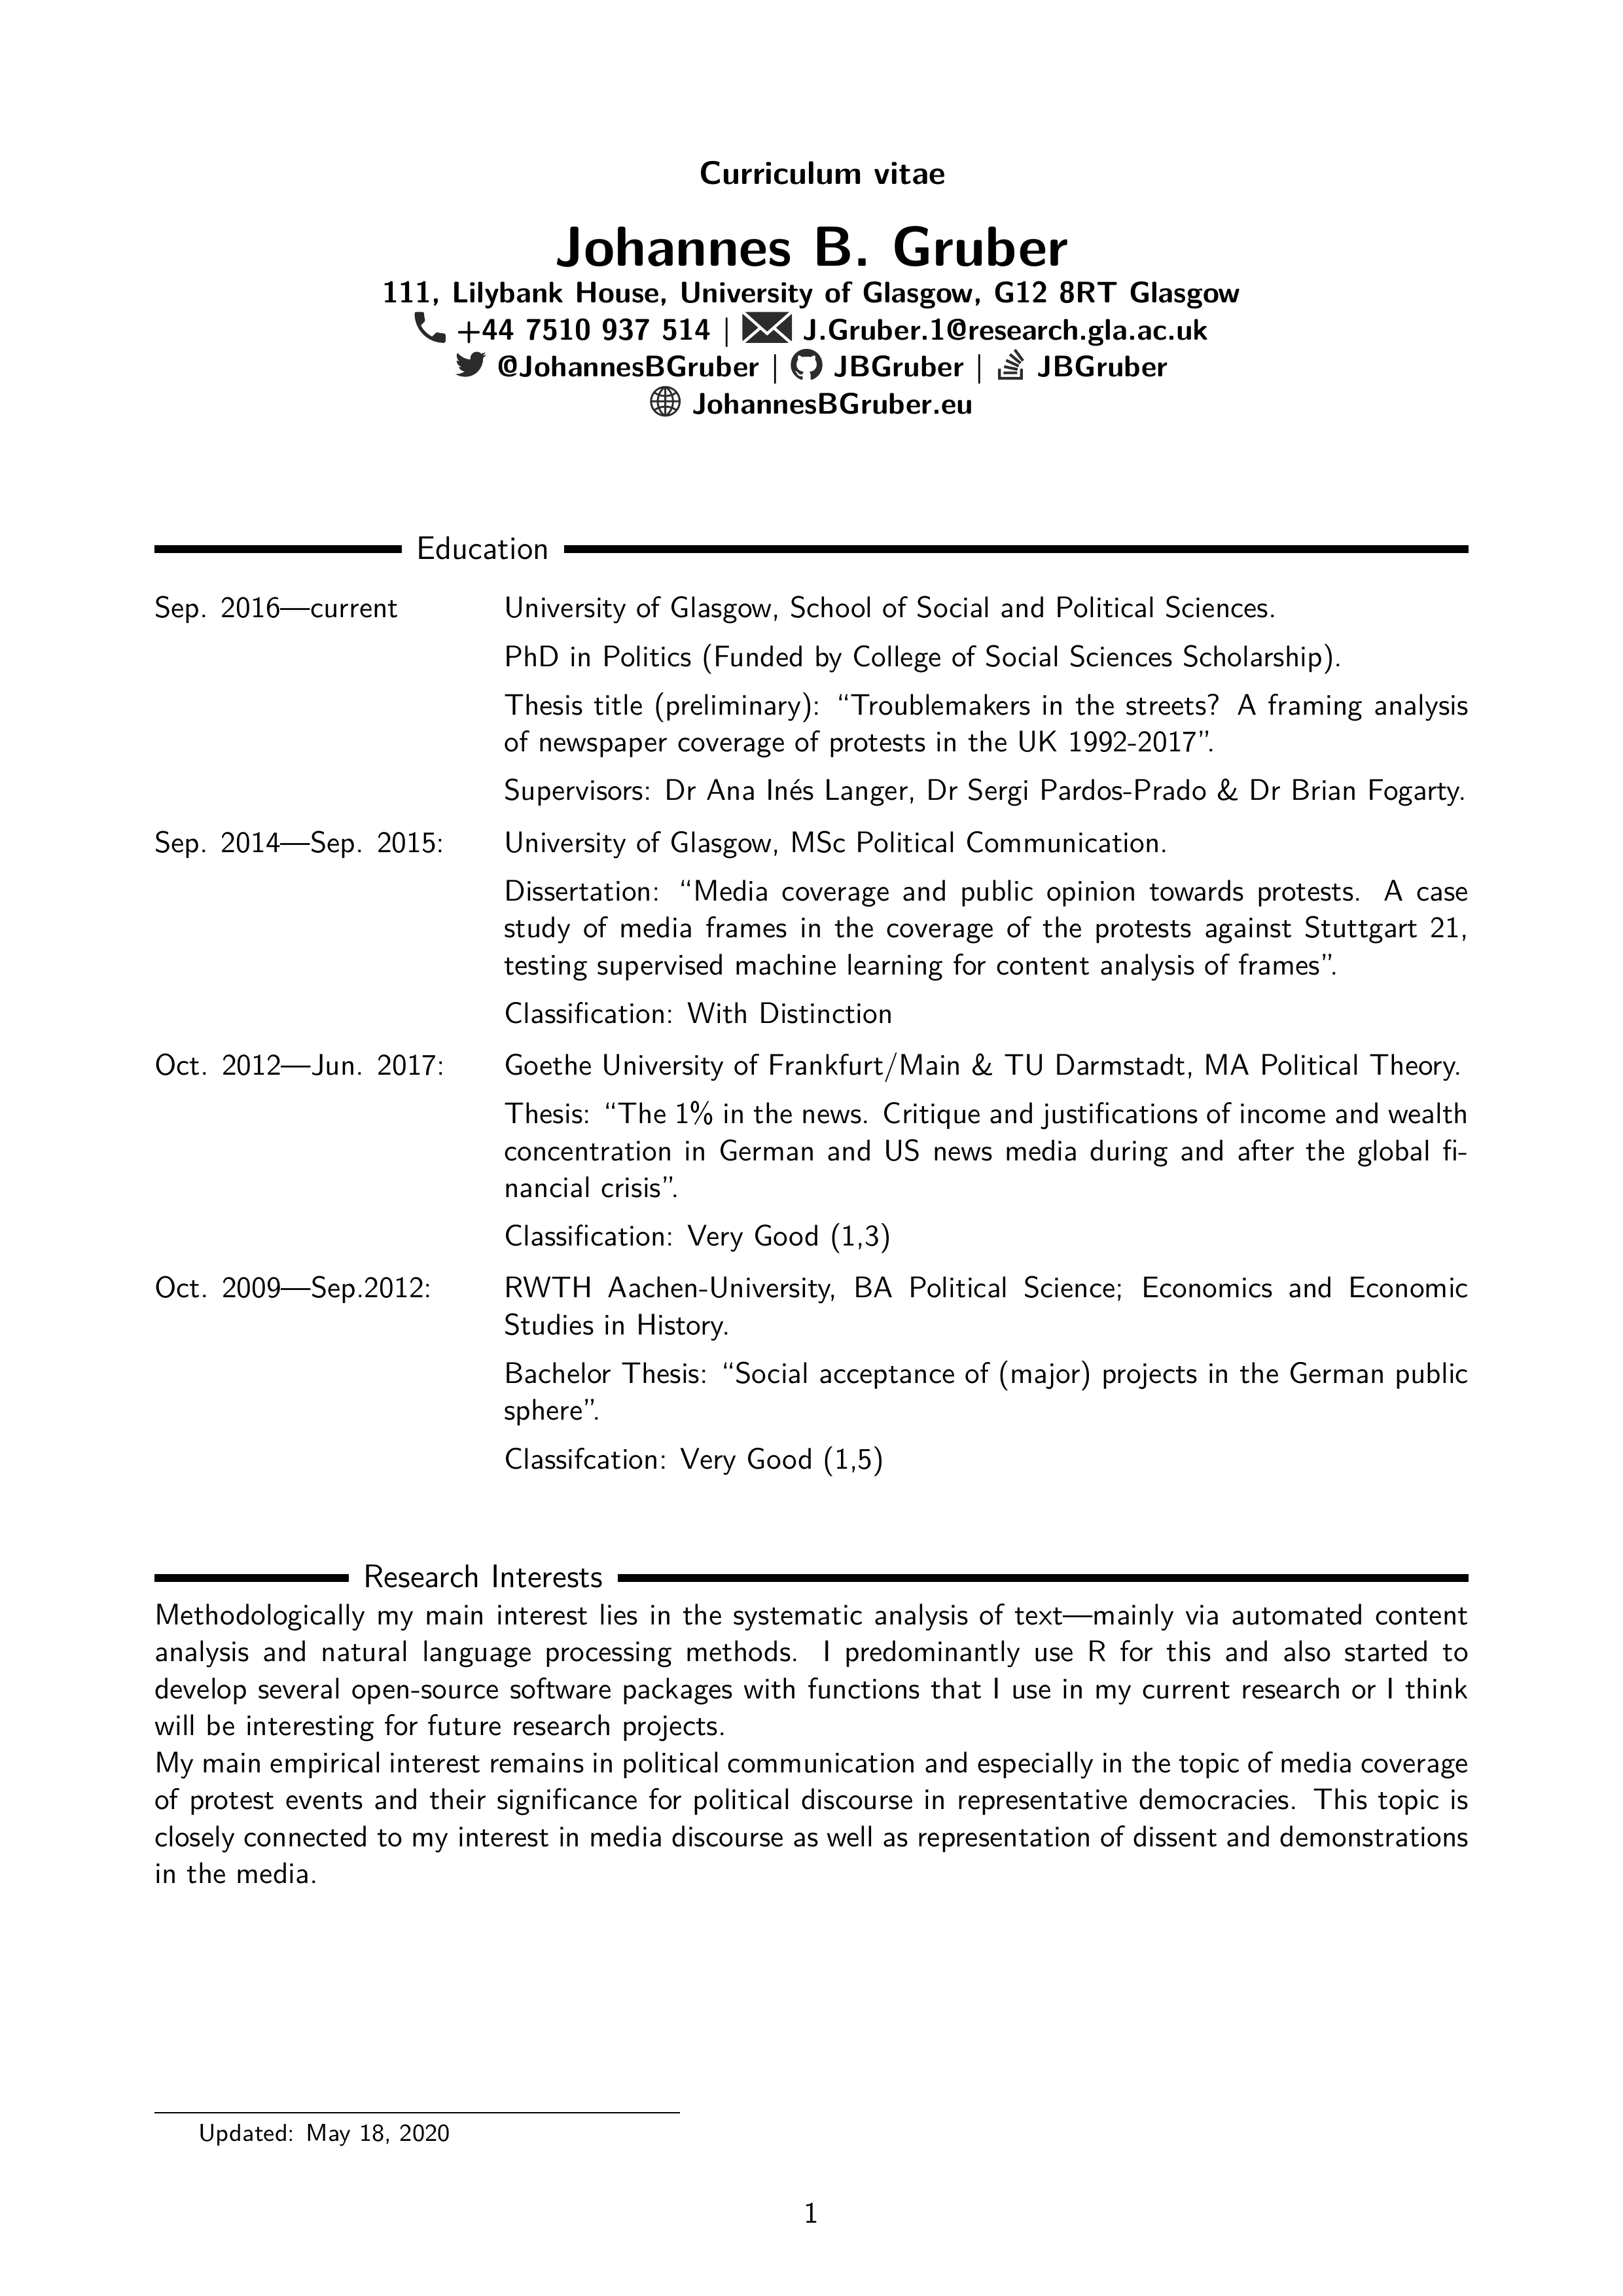 Curriculum vitae
Johannes B. Gruber
111, Lilybank House, University of Glasgow, G12 8RT Glasgow
+44 7510 937 514 | J.Gruber.1@research.gla.ac.uk
@JohannesBGruber | JBGruber | JBGruber
JohannesBGruber.eu
Education
Sep. 2016—current University of Glasgow, School of Social and Political Sciences.
PhD in Politics (Funded by College of Social Sciences Scholarship).
Thesis title (preliminary): “Troublemakers in the streets? A framing analysis
of newspaper coverage of protests in the UK 1992-2017”.
Supervisors: Dr Ana Inés Langer, Dr Sergi Pardos-Prado & Dr Brian Fogarty.
Sep. 2014—Sep. 2015: University of Glasgow, MSc Political Communication.
Dissertation: “Media coverage and public opinion towards protests. A case
study of media frames in the coverage of the protests against Stuttgart 21,
testing supervised machine learning for content analysis of frames”.
Classification: With Distinction
Oct. 2012—Jun. 2017: Goethe University of Frankfurt/Main & TU Darmstadt, MA Political Theory.
Thesis: “The 1% in the news. Critique and justifications of income and wealth
concentration in German and US news media during and after the global fi-
nancial crisis”.
Classification: Very Good (1,3)
Oct. 2009—Sep.2012: RWTH Aachen-University, BA Political Science; Economics and Economic
Studies in History.
Bachelor Thesis: “Social acceptance of (major) projects in the German public
sphere”.
Classifcation: Very Good (1,5)
Research Interests
Methodologically my main interest lies in the systematic analysis of text—mainly via automated content
analysis and natural language processing methods. I predominantly use R for this and also started to
develop several open-source software packages with functions that I use in my current research or I think
will be interesting for future research projects.
My main empirical interest remains in political communication and especially in the topic of media coverage
of protest events and their significance for political discourse in representative democracies. This topic is
closely connected to my interest in media discourse as well as representation of dissent and demonstrations
in the media.
Updated: May 18, 2020
1